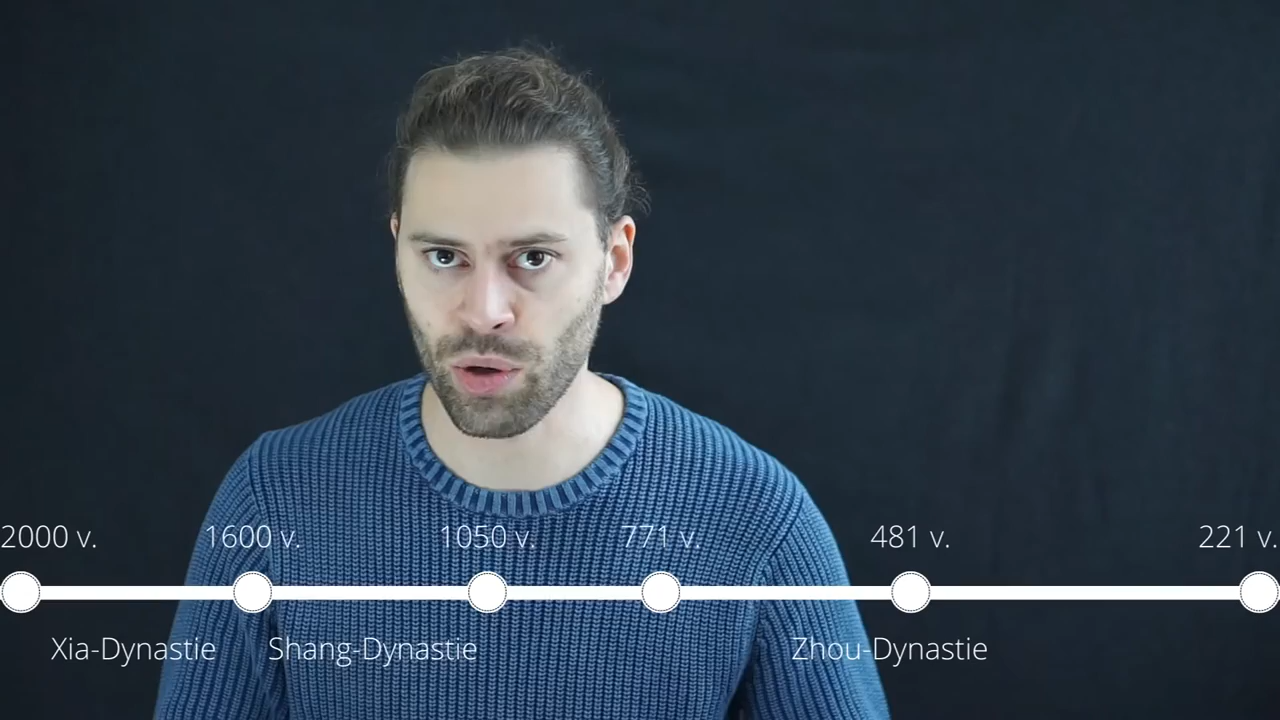 2000 v. 1600 v. 1050 v. 771 v. 481 v. 221 v.
Xia-Dynastie Shang-Dynastie Zhou-Dynastie